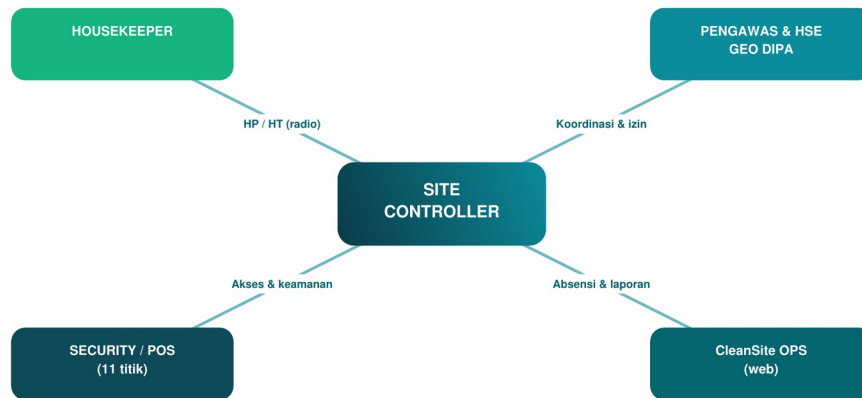 HOUSEKEEPER
PENGAWAS & HSE
GEO DIPA
HP / HT (radio)
Koordinasi & izin
SITE
CONTROLLER
Akses & keamanan
Absensi & laporan
SECURITY / POS
(11 titik)
CleanSite OPS
(web)